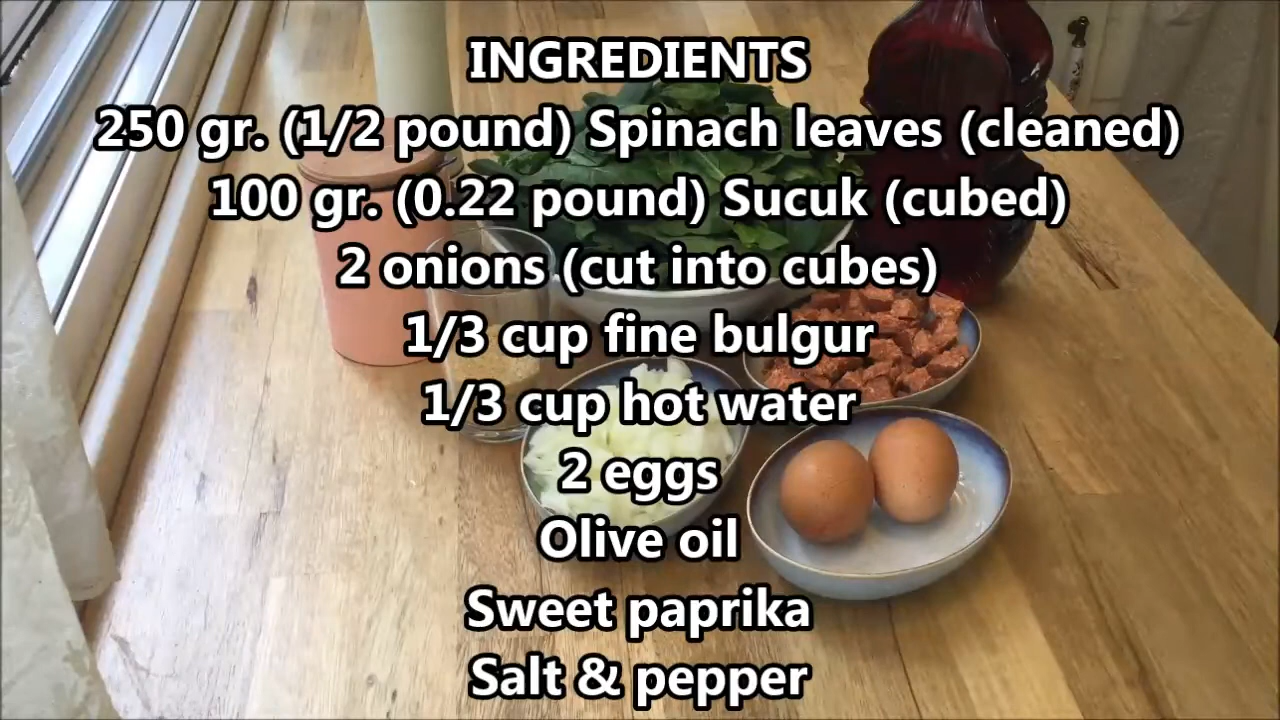 INGREDIENTS
250 gr. (1/2 pound) Spinach leaves (cleaned)
100 gr. (0.22 pound) Sucuk (cubed)
2 onions (cut into cubes)
1/3 cup fine bulgur
1/3 cup hot water
2 eggs
Olive oil
Sweet paprika
Salt & pepper